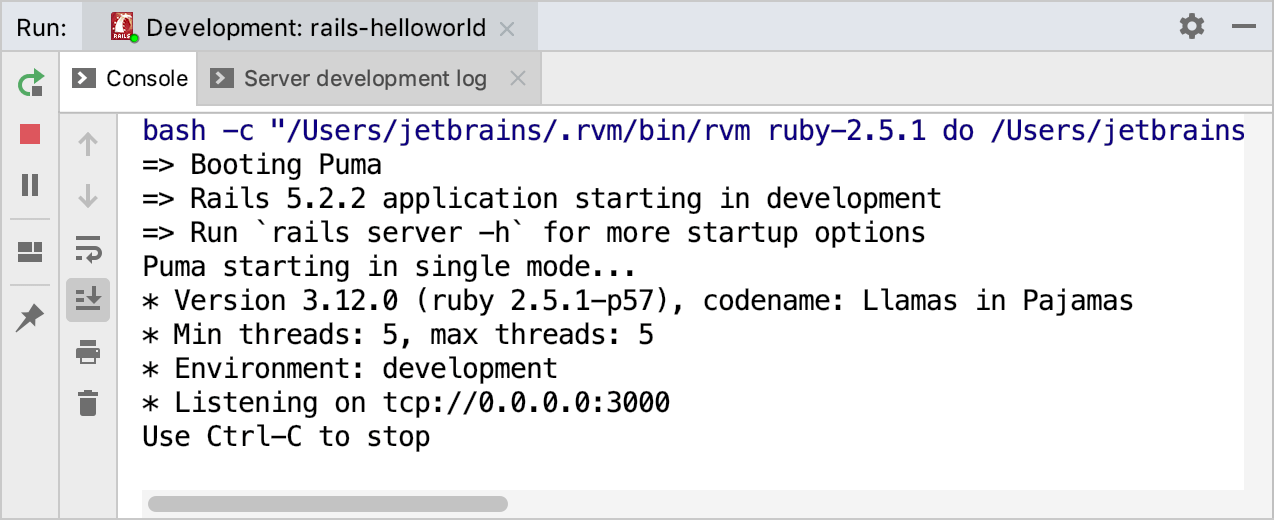 Run:
Development: rails-helloworld
Console
Server development log
bash -c "/Users/jetbrains/.rvm/bin/rvm ruby-2.5.1 do /Users/jetbrains
=> Booting Puma
=> Rails 5.2.2 application starting in development
=> Run `rails server -h` for more startup options
Puma starting in single mode...
* Version 3.12.0 (ruby 2.5.1-p57), codename: Llamas in Pajamas
* Min threads: 5, max threads: 5
* Environment: development
* Listening on tcp://0.0.0.0:3000
Use Ctrl-C to stop